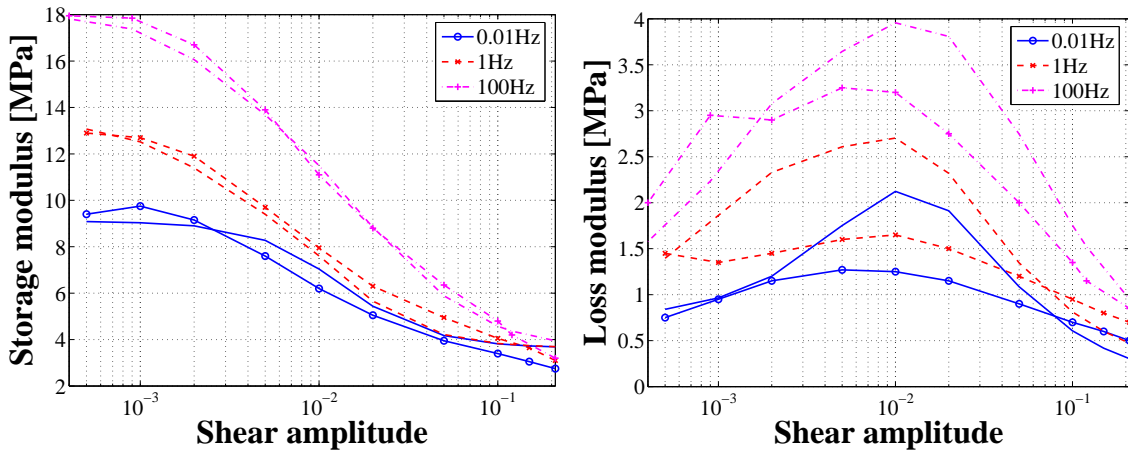 Storage modulus [MPa]
18
16
14
12
10
8
6
4
2
10⁻³
10⁻²
10⁻¹
Shear amplitude
0.01Hz
1Hz
100Hz
Loss modulus [MPa]
4
3.5
3
2.5
2
1.5
1
0.5
0
10⁻³
10⁻²
10⁻¹
Shear amplitude
0.01Hz
1Hz
100Hz